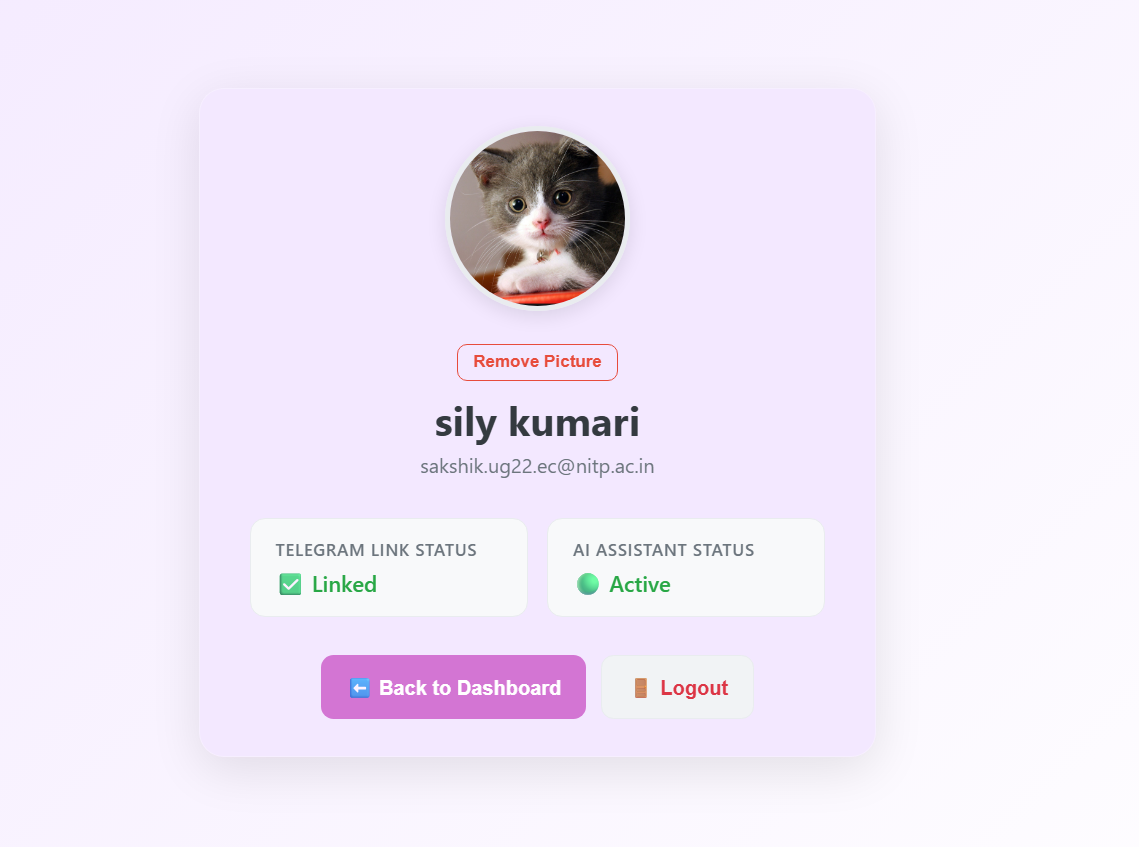 Remove Picture
sily kumari
sakshik.ug22.ec@nitp.ac.in
TELEGRAM LINK STATUS
✅ Linked
AI ASSISTANT STATUS
🟢 Active
⬅️ Back to Dashboard
🚪 Logout